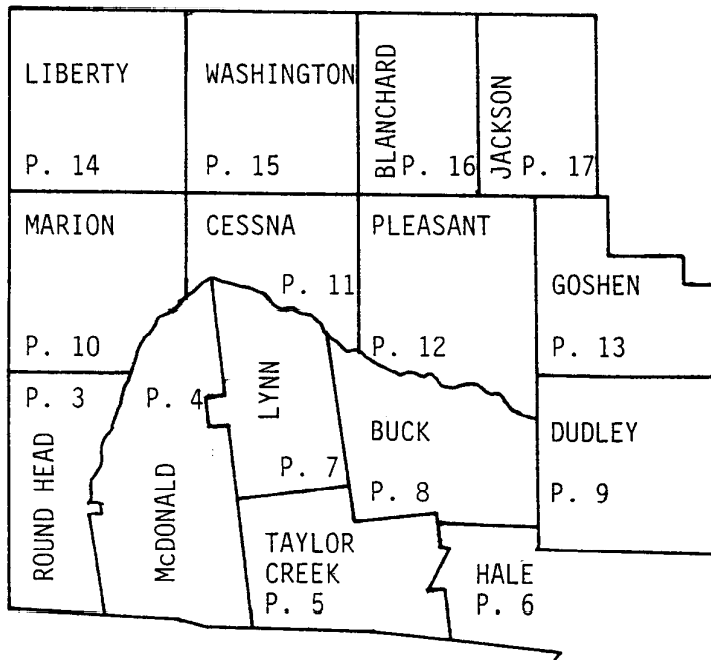 LIBERTY
P. 14
WASHINGTON
P. 15
BLANCHARD
P. 16
JACKSON
P. 17
MARION
P. 10
CESSNA
P. 11
PLEASANT
P. 12
GOSHEN
P. 13
P. 3
ROUND HEAD
P. 4
McDONALD
LYNN
P. 7
BUCK
P. 8
DUDLEY
P. 9
TAYLOR
CREEK
P. 5
HALE
P. 6